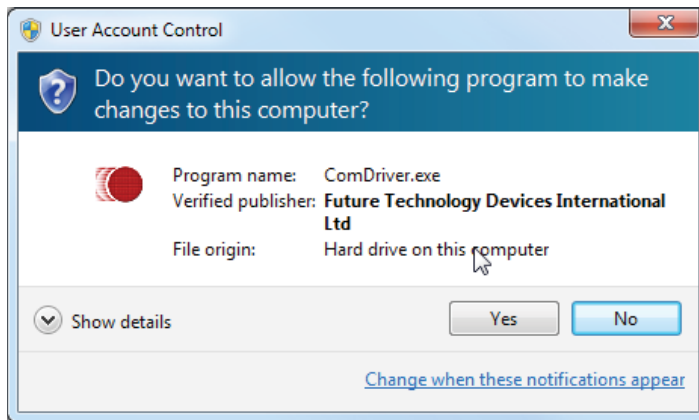 User Account Control
Do you want to allow the following program to make
changes to this computer?
Program name: ComDriver.exe
Verified publisher: Future Technology Devices International
Ltd
File origin: Hard drive on this computer
Show details
Yes
No
Change when these notifications appear